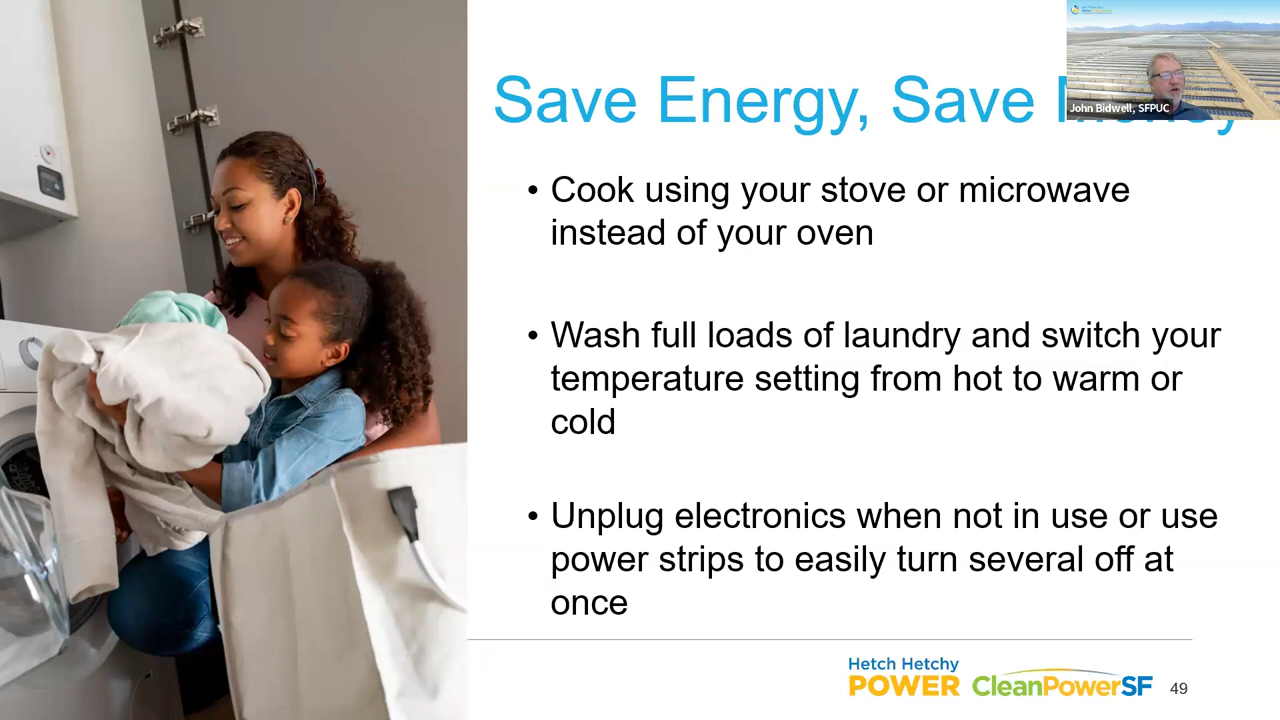 Save Energy, Save
John Bidwell, SFPUC
• Cook using your stove or microwave
instead of your oven
• Wash full loads of laundry and switch your
temperature setting from hot to warm or
cold
• Unplug electronics when not in use or use
power strips to easily turn several off at
once
Hetch Hetchy
POWER
CleanPowerSF
49